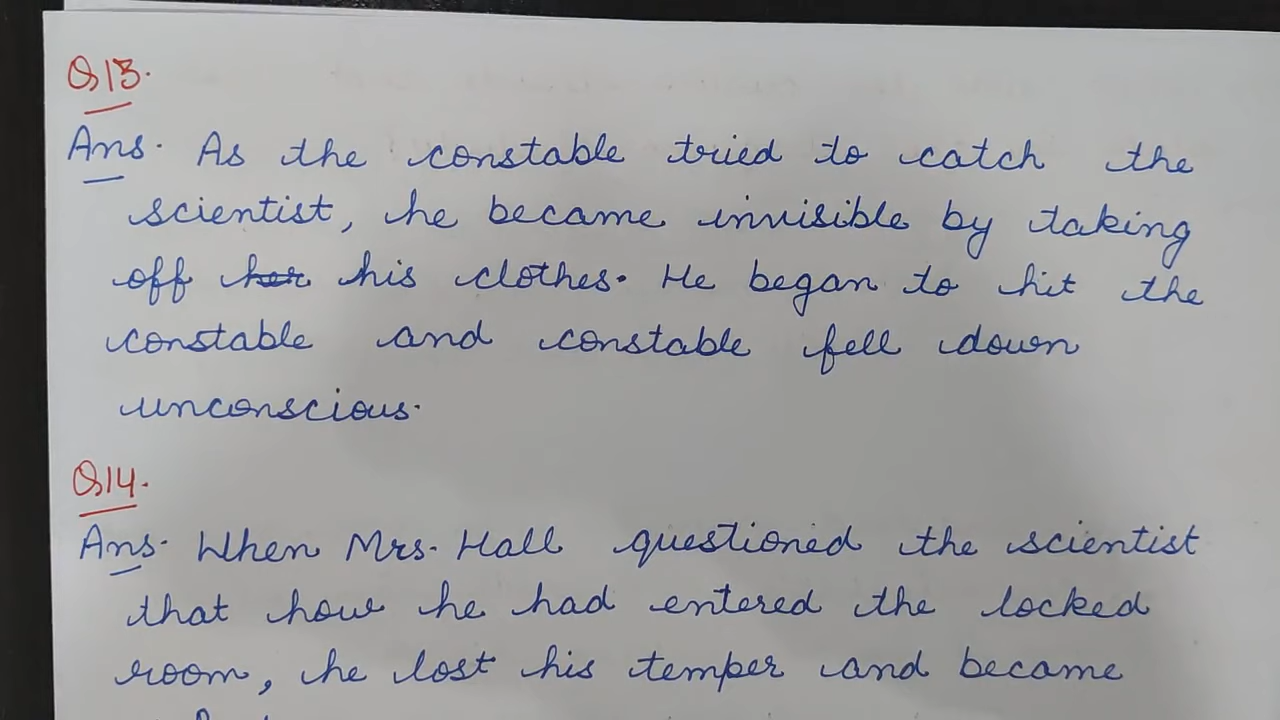 Q13.
Ans. As the constable tried to catch the
scientist, he became invisible by taking
off her his clothes. He began to hit the
constable and constable fell down
unconscious.
Q14.
Ans. When Mrs. Hall questioned the scientist
that how he had entered the locked
room, he lost his temper and became